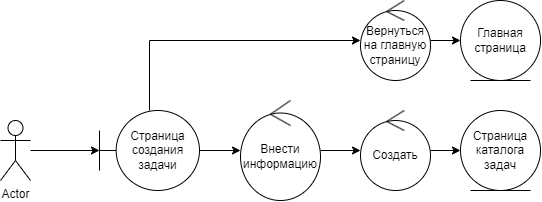 Вернуться
на главную
страницу
Главная
страница
Actor
Страница
создания
задачи
Внести
информацию
Создать
Страница
каталога
задач